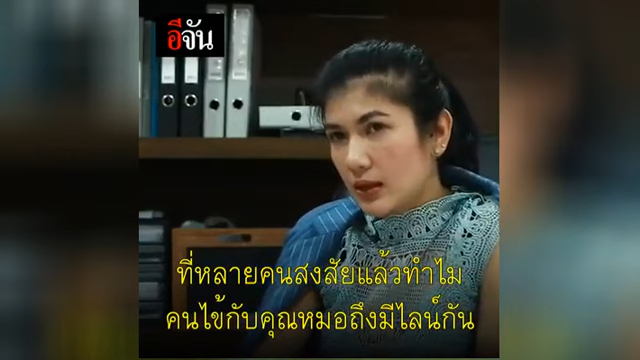 อีจัน
ที่หลายคนสงสัยแล้วทำไม
คนไข้กับคุณหมอถึงมีไลน์กัน